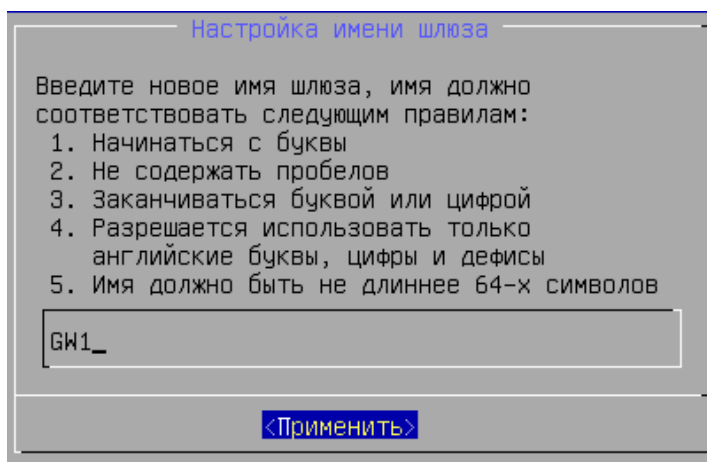 Настройка имени шлюза
Введите новое имя шлюза, имя должно
соответствовать следующим правилам:
1. Начинаться с буквы
2. Не содержать пробелов
3. Заканчиваться буквой или цифрой
4. Разрешается использовать только
английские буквы, цифры и дефисы
5. Имя должно быть не длиннее 64-х символов
GW1_
<Применить>